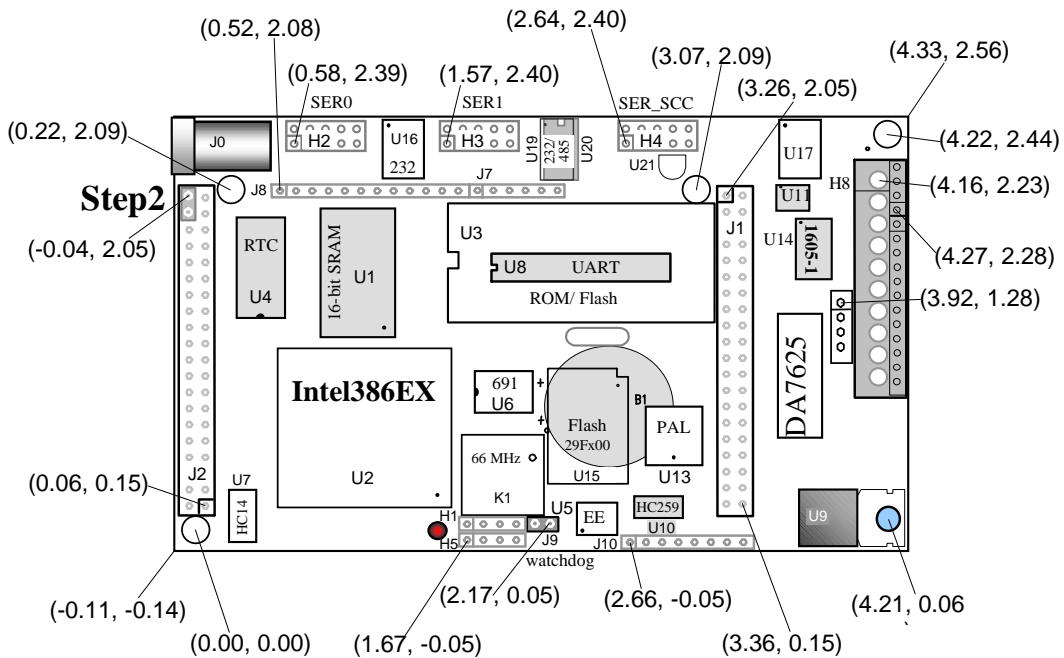 (2.64, 2.40)
(0.52, 2.08)
(3.07, 2.09)
(4.33, 2.56)
(0.58, 2.39)
(1.57, 2.40)
(3.26, 2.05)
SER0
SER1
SER_SCC
(0.22, 2.09)
J0
H2
U16
232
H3
U19
232/
485
U20
H4
U21
U17
(4.22, 2.44)
J8
J7
H8
(4.16, 2.23)
Step2
U11
(-0.04, 2.05)
RTC
U4
16-bit SRAM
U1
U3
U8
UART
ROM/ Flash
J1
U14
1605-1
(4.27, 2.28)
(3.92, 1.28)
Intel386EX
U2
691
U6
+
+
Flash
29Fx00
U15
B1
PAL
U13
DA7625
66 MHz
K1
J2
(0.06, 0.15)
U7
HC14
H1
H5
U5
J9
EE
HC259
U10
J10
U9
watchdog
(-0.11, -0.14)
(2.17, 0.05)
(2.66, -0.05)
(4.21, 0.06
(0.00, 0.00)
(1.67, -0.05)
(3.36, 0.15)